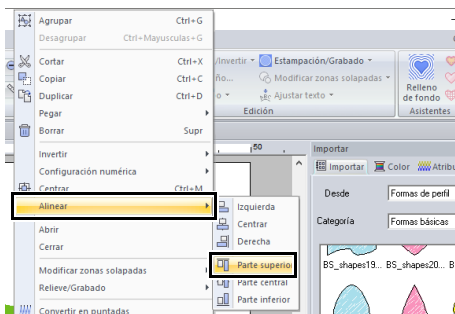 Agrupar Ctrl+G
Desagrupar Ctrl+Mayusculas+G
Cortar Ctrl+X
Copiar Ctrl+C
Duplicar Ctrl+D
Pegar
Borrar Supr
Invertir
Configuración numérica
Centrar Ctrl+M
Alinear
Abrir
Cerrar
Modificar zonas solapadas
Relieve/Grabado
Convertir en puntadas
Izquierda
Centrar
Derecha
Parte superior
Parte central
Parte inferior
/Invertir
Estampación/Grabado
ño...
Modificar zonas solapadas
o
Ajustar texto
Edición
Relleno
de fondo
Asistentes
50
Importar
Importar Color Atribu
Desde Formas de perfil
Categoría Formas básicas
BS_shapes19... BS_shapes20... B